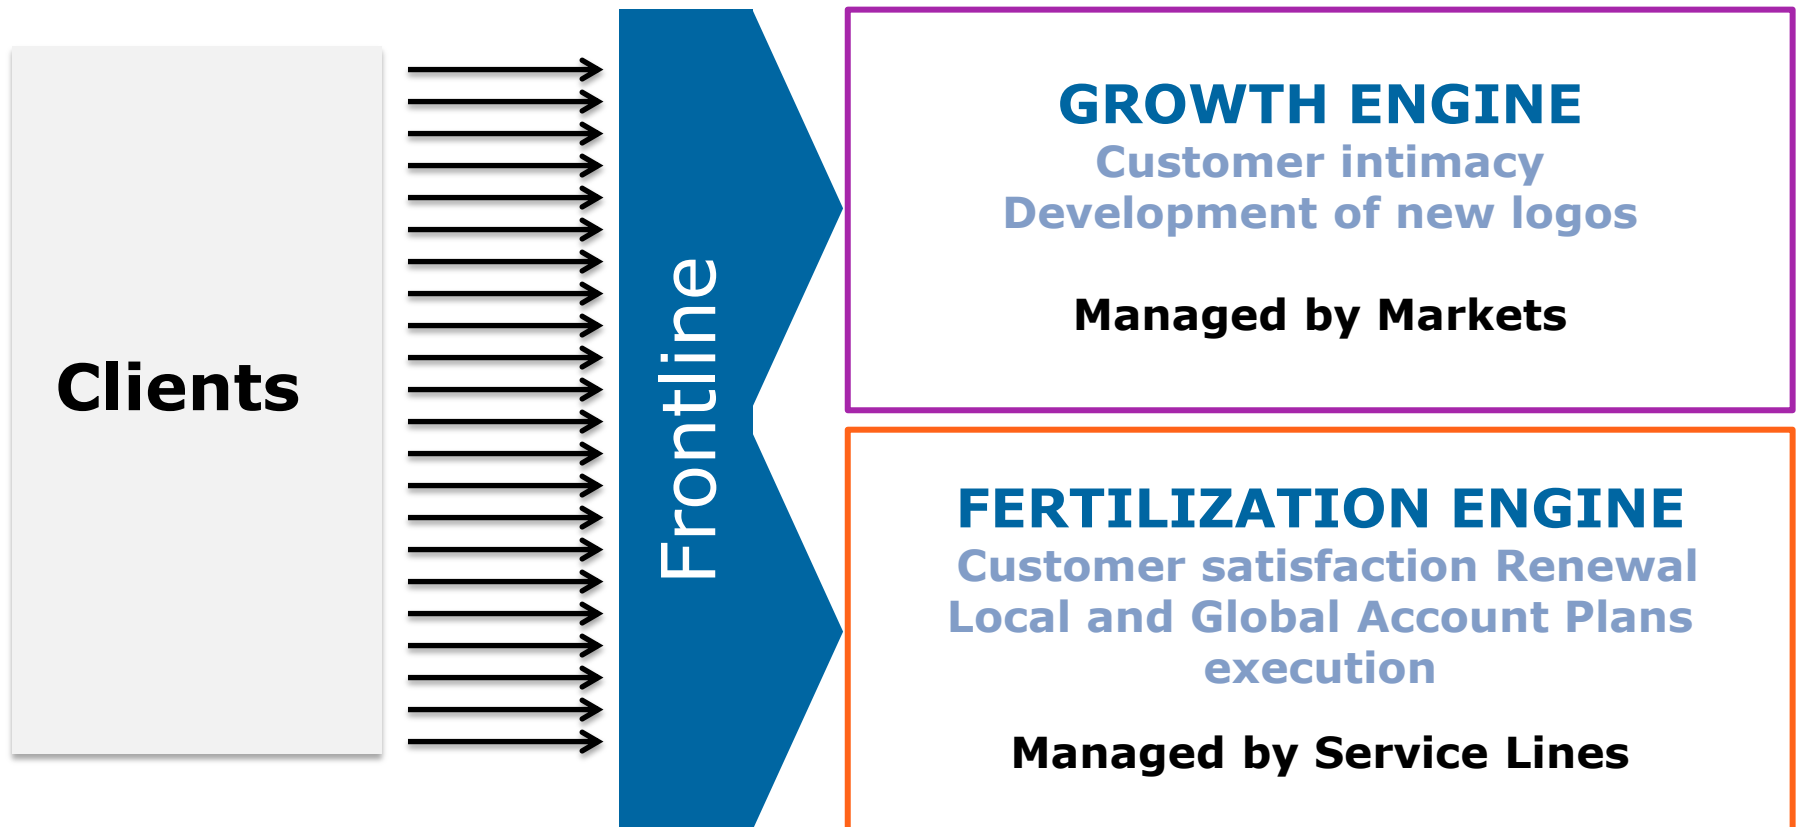 Clients
Frontline
GROWTH ENGINE
Customer intimacy
Development of new logos
Managed by Markets
FERTILIZATION ENGINE
Customer satisfaction Renewal
Local and Global Account Plans
execution
Managed by Service Lines